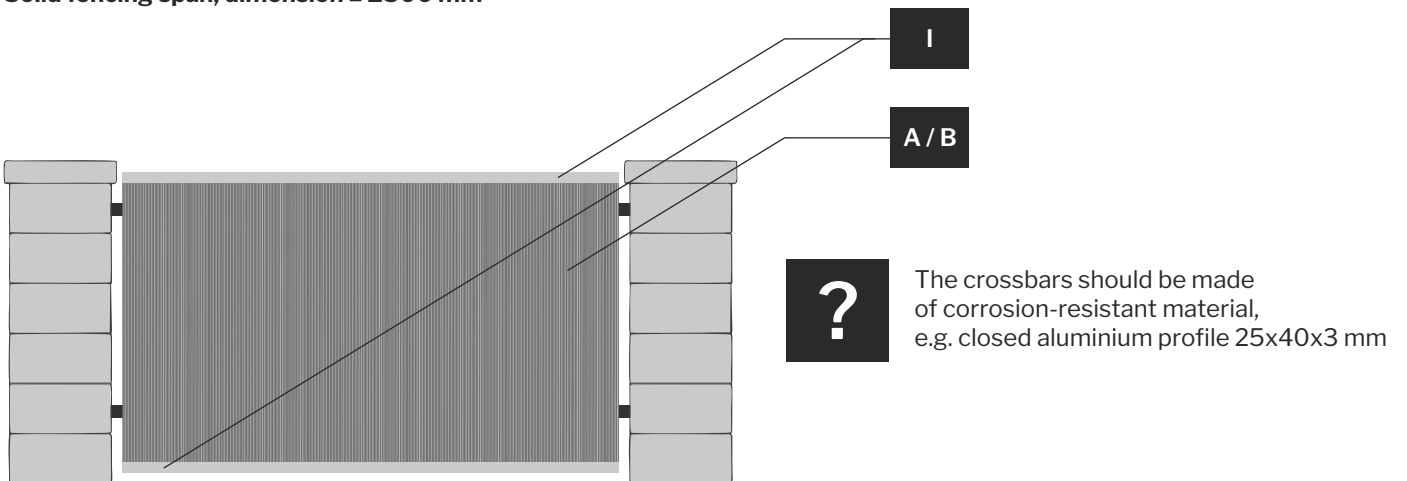 Solid fencing span, dimension mm
I
A / B
?
The crossbars should be made
of corrosion-resistant material,
e.g. closed aluminium profile 25x40x3 mm